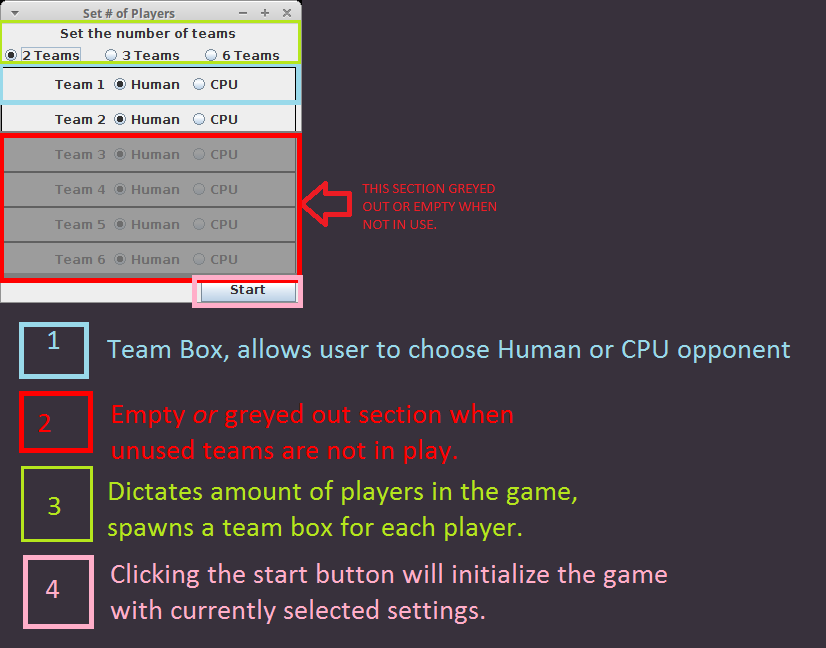 Set # of Players
Set the number of teams
2 Teams 3 Teams 6 Teams
Team 1 Human CPU
Team 2 Human CPU
Team 3 Human CPU
Team 4 Human CPU
Team 5 Human CPU
Team 6 Human CPU
Start
THIS SECTION GREYED
OUT OR EMPTY WHEN
NOT IN USE.
1 Team Box, allows user to choose Human or CPU opponent
2 Empty or greyed out section when
unused teams are not in play.
3 Dictates amount of players in the game,
spawns a team box for each player.
4 Clicking the start button will initialize the game
with currently selected settings.